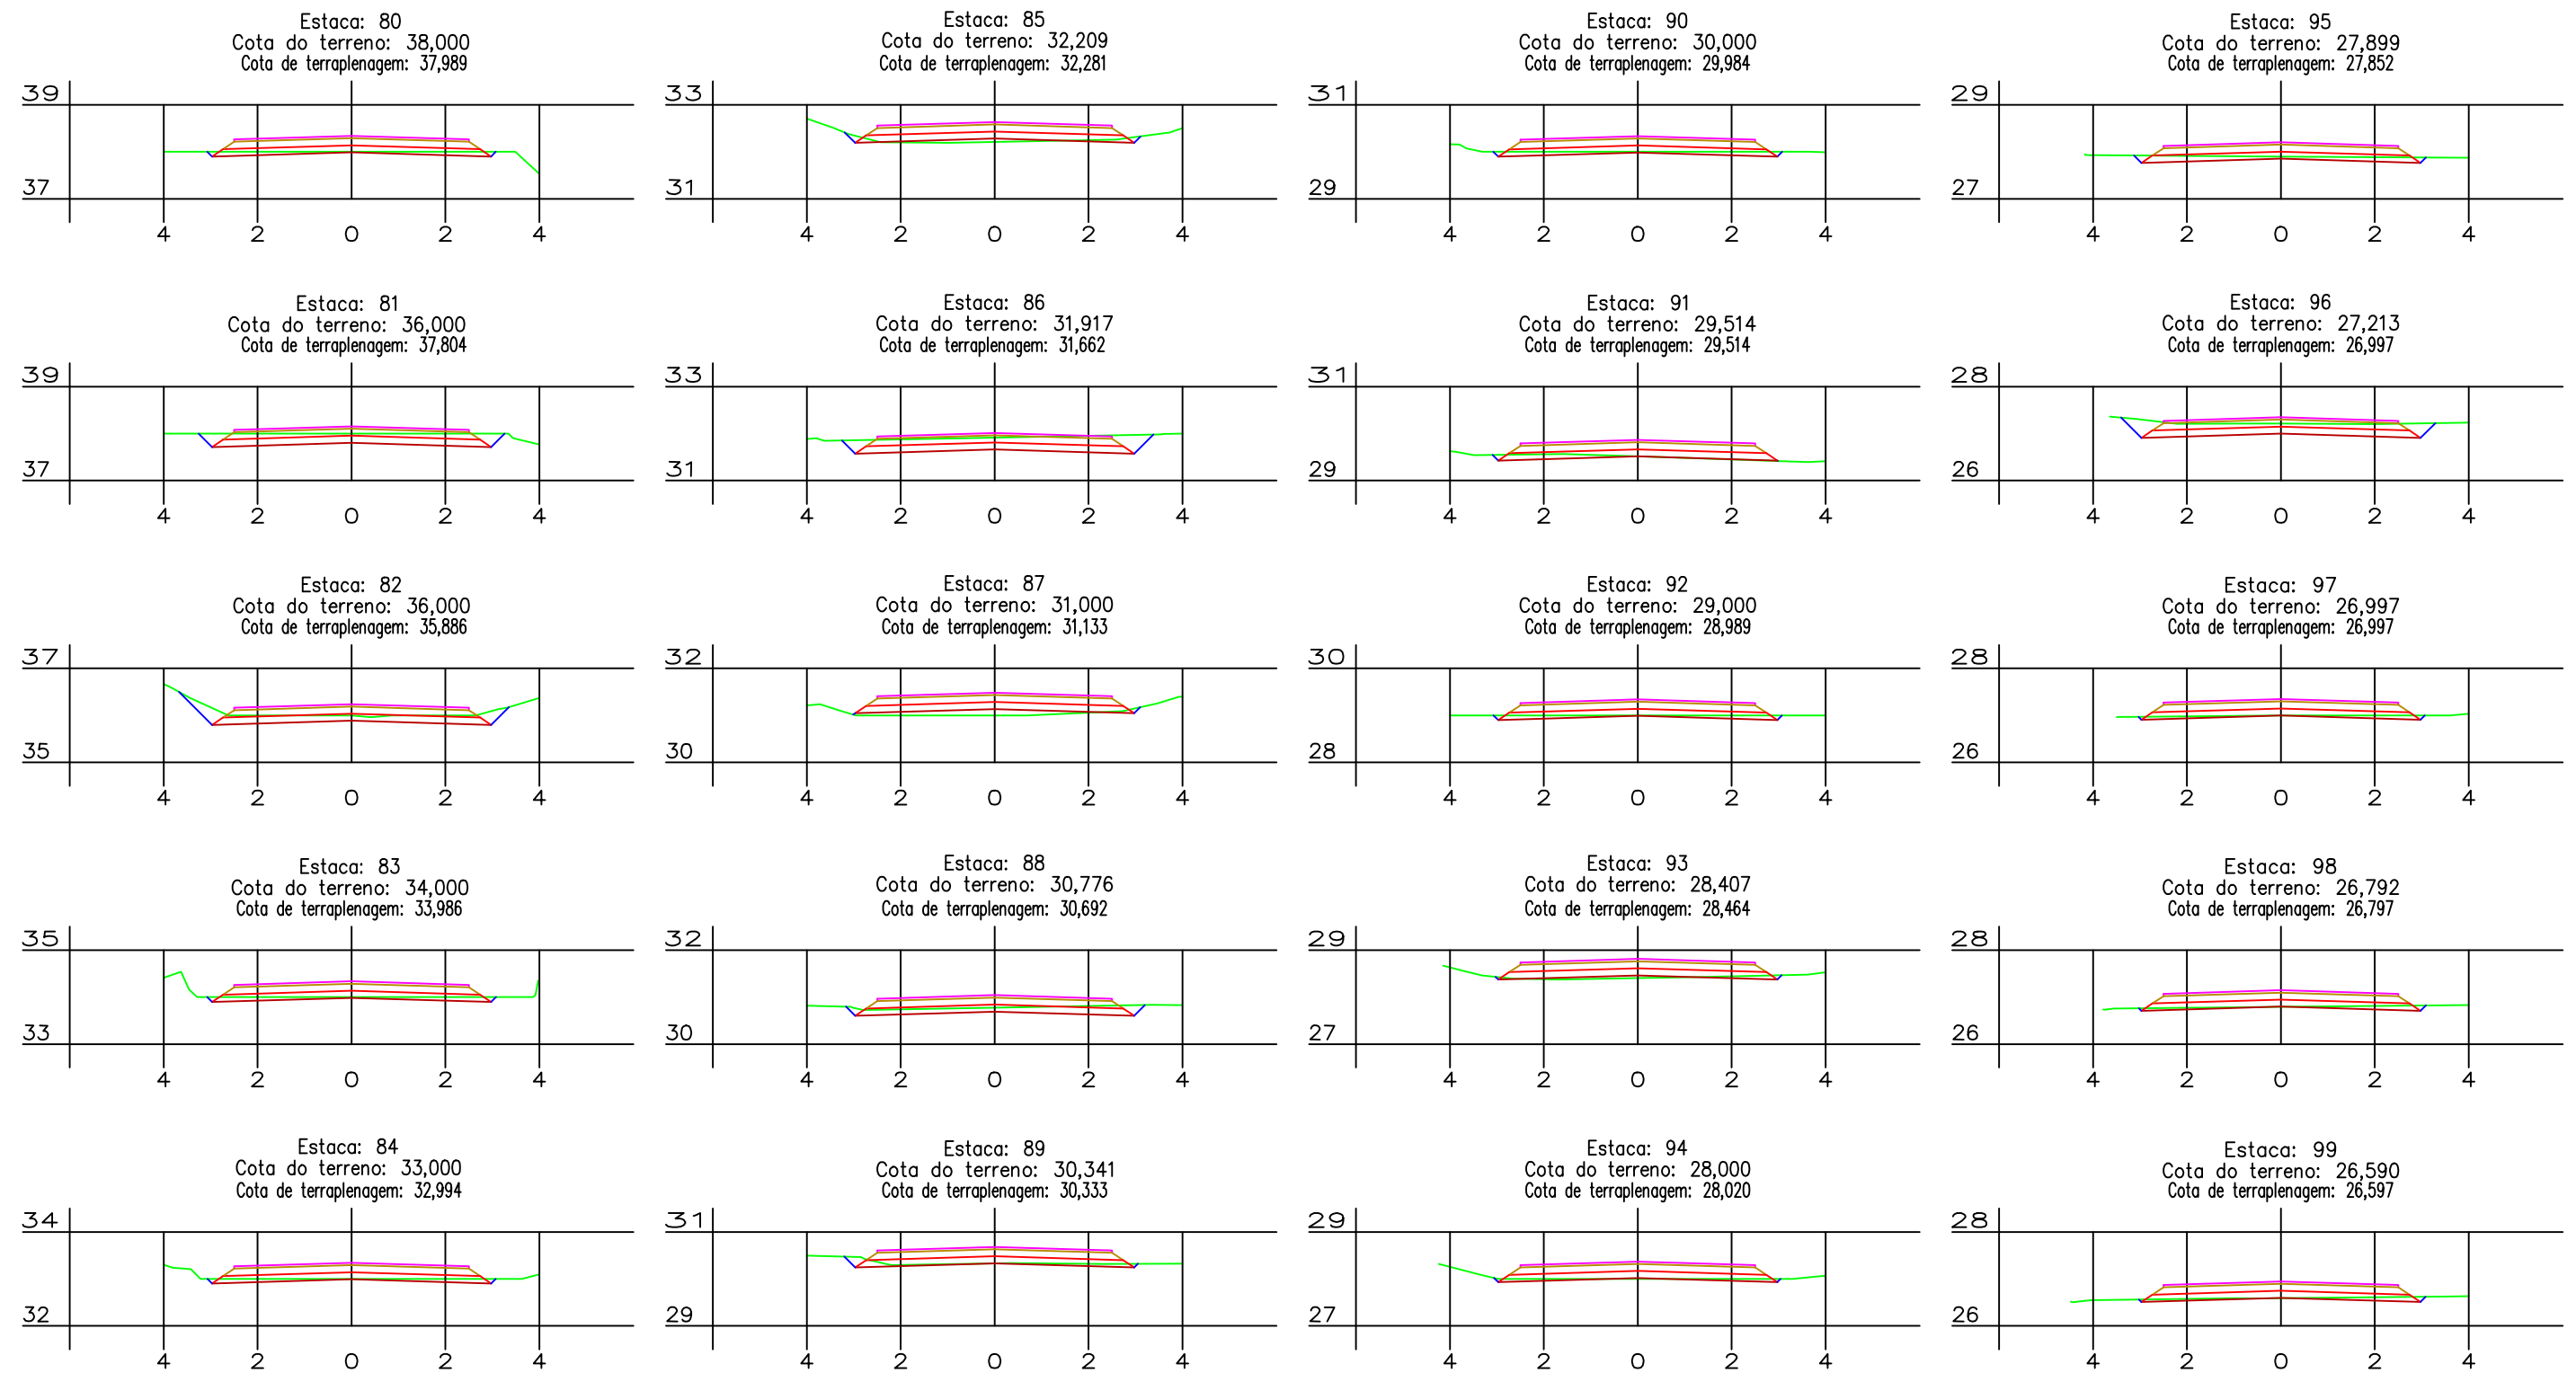 Estaca: 80
Cota do terreno: 38,000
Cota de terraplenagem: 37,989
39
37
4 2 0 2 4
Estaca: 81
Cota do terreno: 36,000
Cota de terraplenagem: 37,804
39
37
4 2 0 2 4
Estaca: 82
Cota do terreno: 36,000
Cota de terraplenagem: 35,886
37
35
4 2 0 2 4
Estaca: 83
Cota do terreno: 34,000
Cota de terraplenagem: 33,986
35
33
4 2 0 2 4
Estaca: 84
Cota do terreno: 33,000
Cota de terraplenagem: 32,994
34
32
4 2 0 2 4
Estaca: 85
Cota do terreno: 32,209
Cota de terraplenagem: 32,281
33
31
4 2 0 2 4
Estaca: 86
Cota do terreno: 31,917
Cota de terraplenagem: 31,662
33
31
4 2 0 2 4
Estaca: 87
Cota do terreno: 31,000
Cota de terraplenagem: 31,133
32
30
4 2 0 2 4
Estaca: 88
Cota do terreno: 30,776
Cota de terraplenagem: 30,692
32
30
4 2 0 2 4
Estaca: 89
Cota do terreno: 30,341
Cota de terraplenagem: 30,333
31
29
4 2 0 2 4
Estaca: 90
Cota do terreno: 30,000
Cota de terraplenagem: 29,984
31
29
4 2 0 2 4
Estaca: 91
Cota do terreno: 29,514
Cota de terraplenagem: 29,514
31
29
4 2 0 2 4
Estaca: 92
Cota do terreno: 29,000
Cota de terraplenagem: 28,989
30
28
4 2 0 2 4
Estaca: 93
Cota do terreno: 28,407
Cota de terraplenagem: 28,464
29
27
4 2 0 2 4
Estaca: 94
Cota do terreno: 28,000
Cota de terraplenagem: 28,020
29
27
4 2 0 2 4
Estaca: 95
Cota do terreno: 27,899
Cota de terraplenagem: 27,852
29
27
4 2 0 2 4
Estaca: 96
Cota do terreno: 27,213
Cota de terraplenagem: 26,997
28
26
4 2 0 2 4
Estaca: 97
Cota do terreno: 26,997
Cota de terraplenagem: 26,997
28
26
4 2 0 2 4
Estaca: 98
Cota do terreno: 26,792
Cota de terraplenagem: 26,797
28
26
4 2 0 2 4
Estaca: 99
Cota do terreno: 26,590
Cota de terraplenagem: 26,597
28
26
4 2 0 2 4